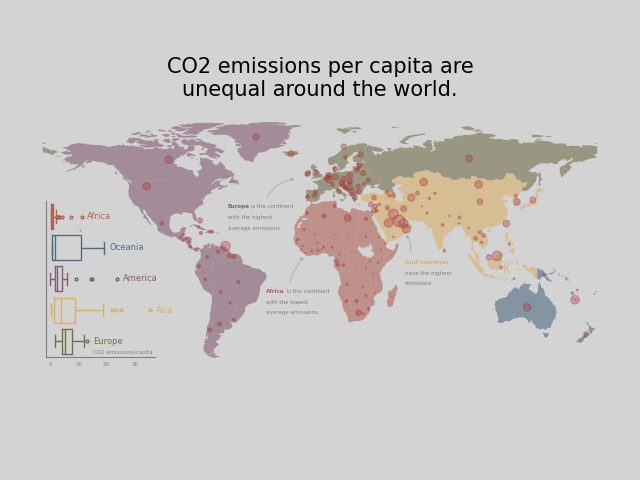 CO2 emissions per capita are
unequal around the world.
Europe is the continent
with the highest
average emissions.
Africa
Oceania
America
Asia
Europe
CO2 emissions/capita
0 10 20 30
Africa is the continent
with the lowest
average emissions.
Gulf countries
have the highest
emissions.